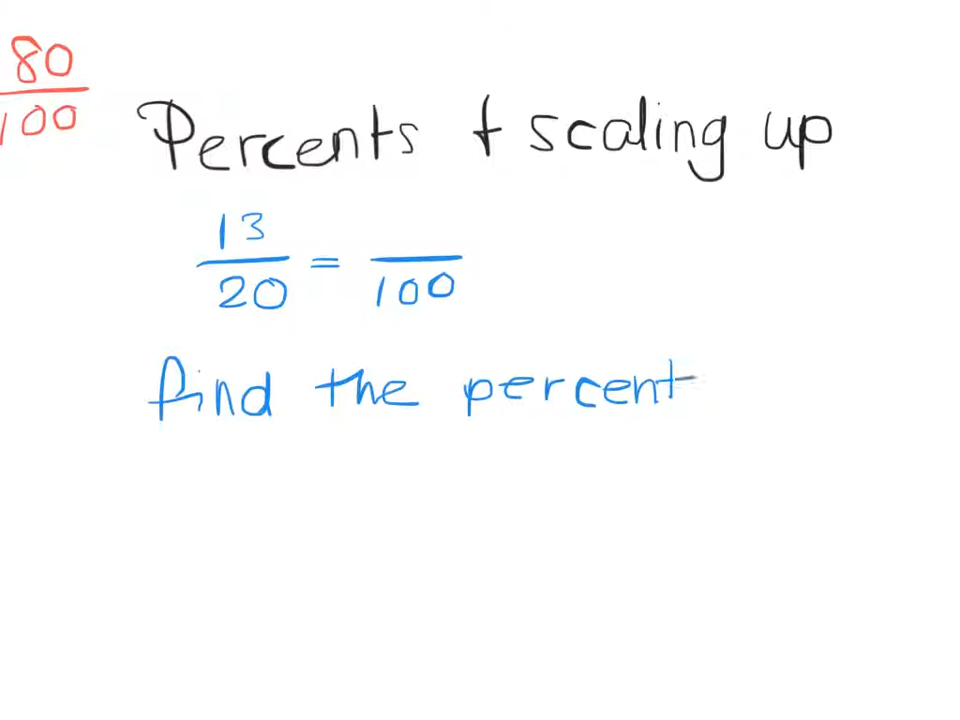 80
100
Percents + scaling up
13
20 =
100
find the percent